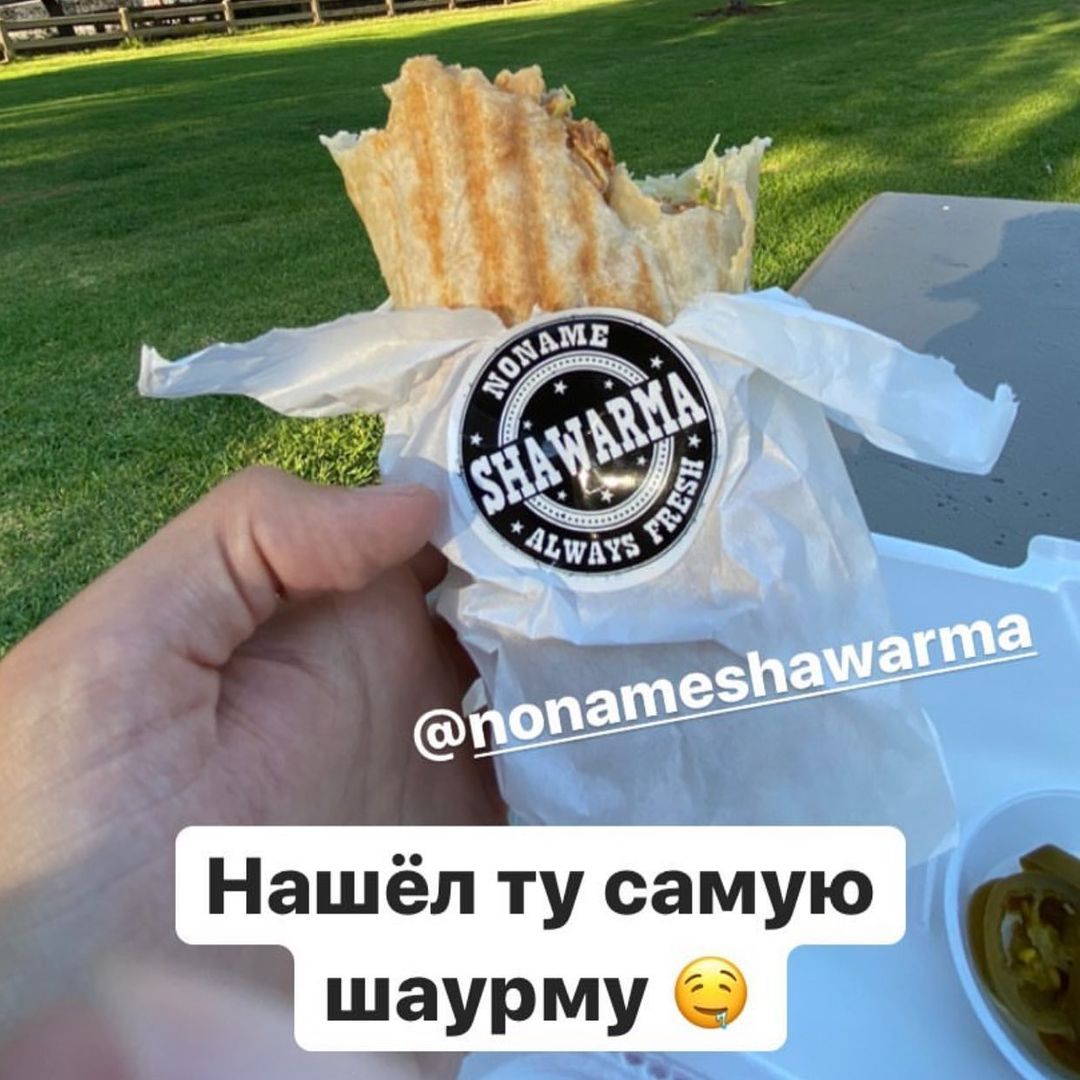 NONAME
SHAWARMA
ALWAYS FRESH
@nonameshawarma
Нашёл ту самую
шаурму 🤤